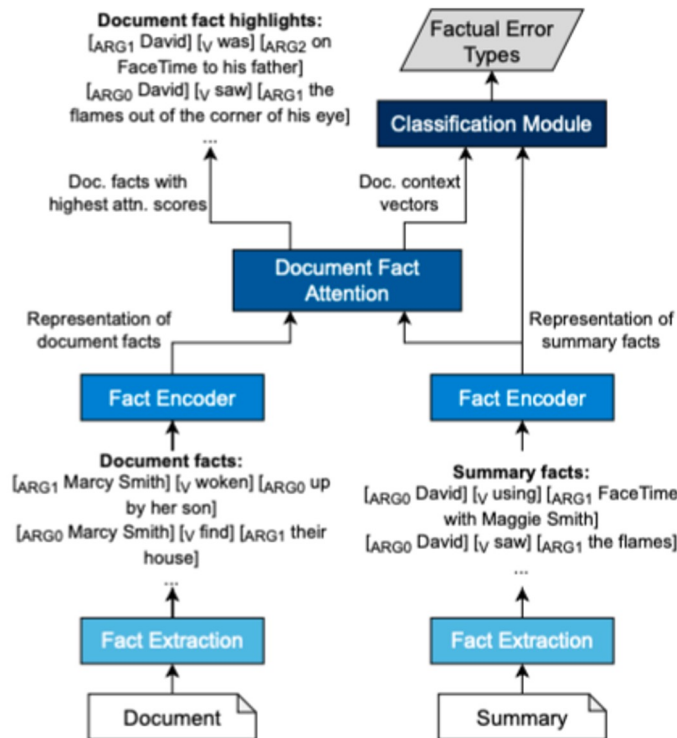 Document fact highlights:
[ARG1 David] [V was] [ARG2 on
FaceTime to his father]
[ARG0 David] [V saw] [ARG1 the
flames out of the corner of his eye]
...
Factual Error
Types
Classification Module
Doc. facts with
highest attn. scores
Doc. context
vectors
Document Fact
Attention
Representation of
document facts
Representation of
summary facts
Fact Encoder
Fact Encoder
Document facts:
[ARG1 Marcy Smith] [V woken] [ARG0 up
by her son]
[ARG0 Marcy Smith] [V find] [ARG1 their
house]
...
Summary facts:
[ARG0 David] [V using] [ARG1 FaceTime
with Maggie Smith]
[ARG0 David] [V saw] [ARG1 the flames]
...
Fact Extraction
Fact Extraction
Document
Summary